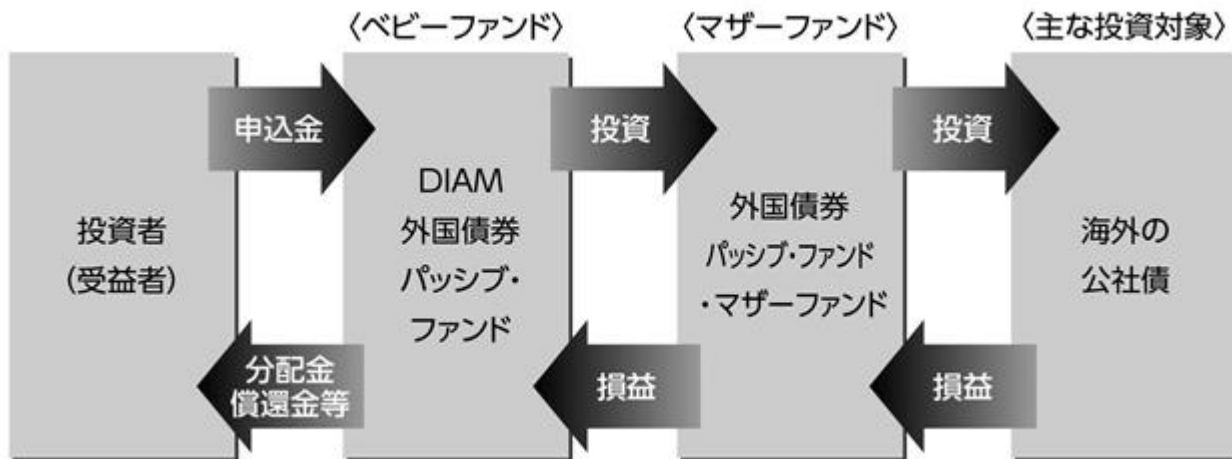 〈ベビーファンド〉
〈マザーファンド〉
〈主な投資対象〉
申込金
投資
投資
投資者
(受益者)
DIAM
外国債券
パッシブ・
ファンド
外国債券
パッシブ・ファンド
・マザーファンド
海外の
公社債
分配金
償還金等
損益
損益